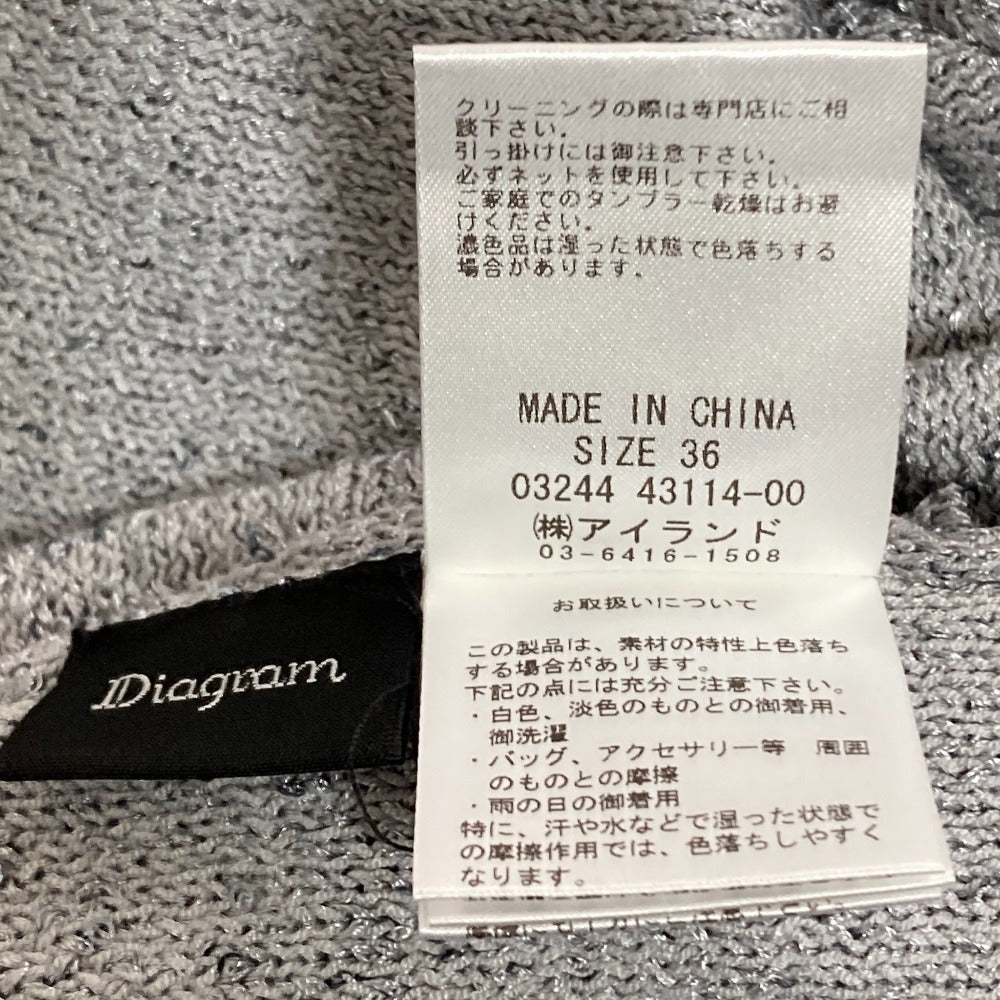 クリーニングの際は専門店にご相
談下さい。
引っ掛けには御注意下さい。
必ずネットを使用して下さい。
ご家庭でのタンブラー乾燥はお避
けください。
濃色品は湿った状態で色落ちする
場合があります。
MADE IN CHINA
SIZE 36
03244 43114-00
㈱アイランド
03-6416-1508
Diagram
お取扱いについて
この製品は、素材の特性上色落ち
する場合があります。
下記の点には充分ご注意下さい。
・白色、淡色のものとの御着用、
御洗濯
・バッグ、アクセサリー等 周囲
のものとの摩擦
・雨の日の御着用
特に、汗や水などで湿った状態で
の摩擦作用では、色落ちしやすく
なります。